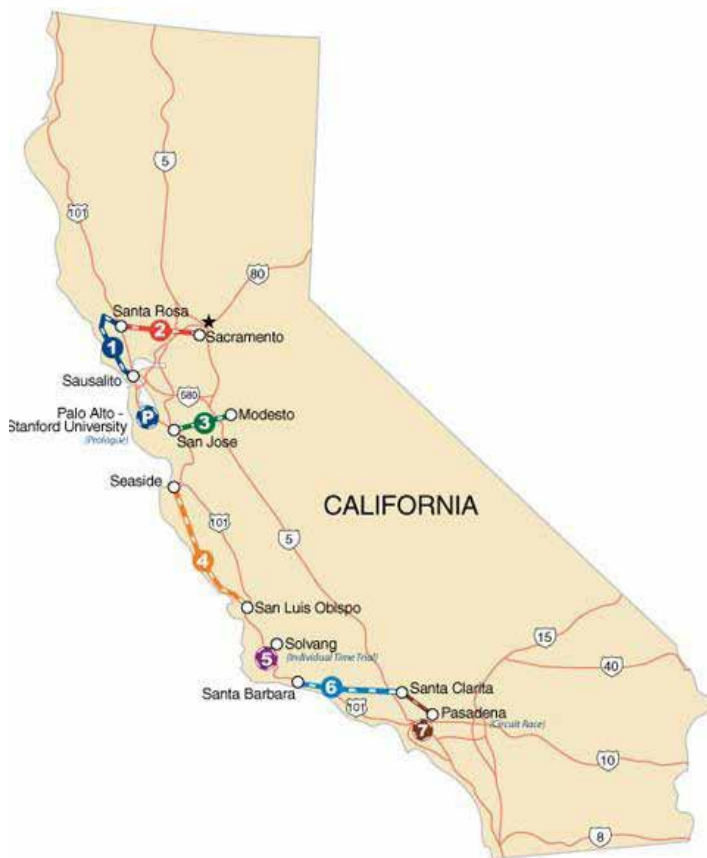 5
101
80
Santa Rosa
2
Sacramento
1
Sausalito
580
Palo Alto -
Stanford University
(Prologue)
P
Modesto
3
San Jose
Seaside
101
CALIFORNIA
5
4
San Luis Obispo
15
Solvang
(Individual Time Trial)
5
40
Santa Barbara
6
Santa Clarita
101
Pasadena
(Circuit Race)
7
10
8